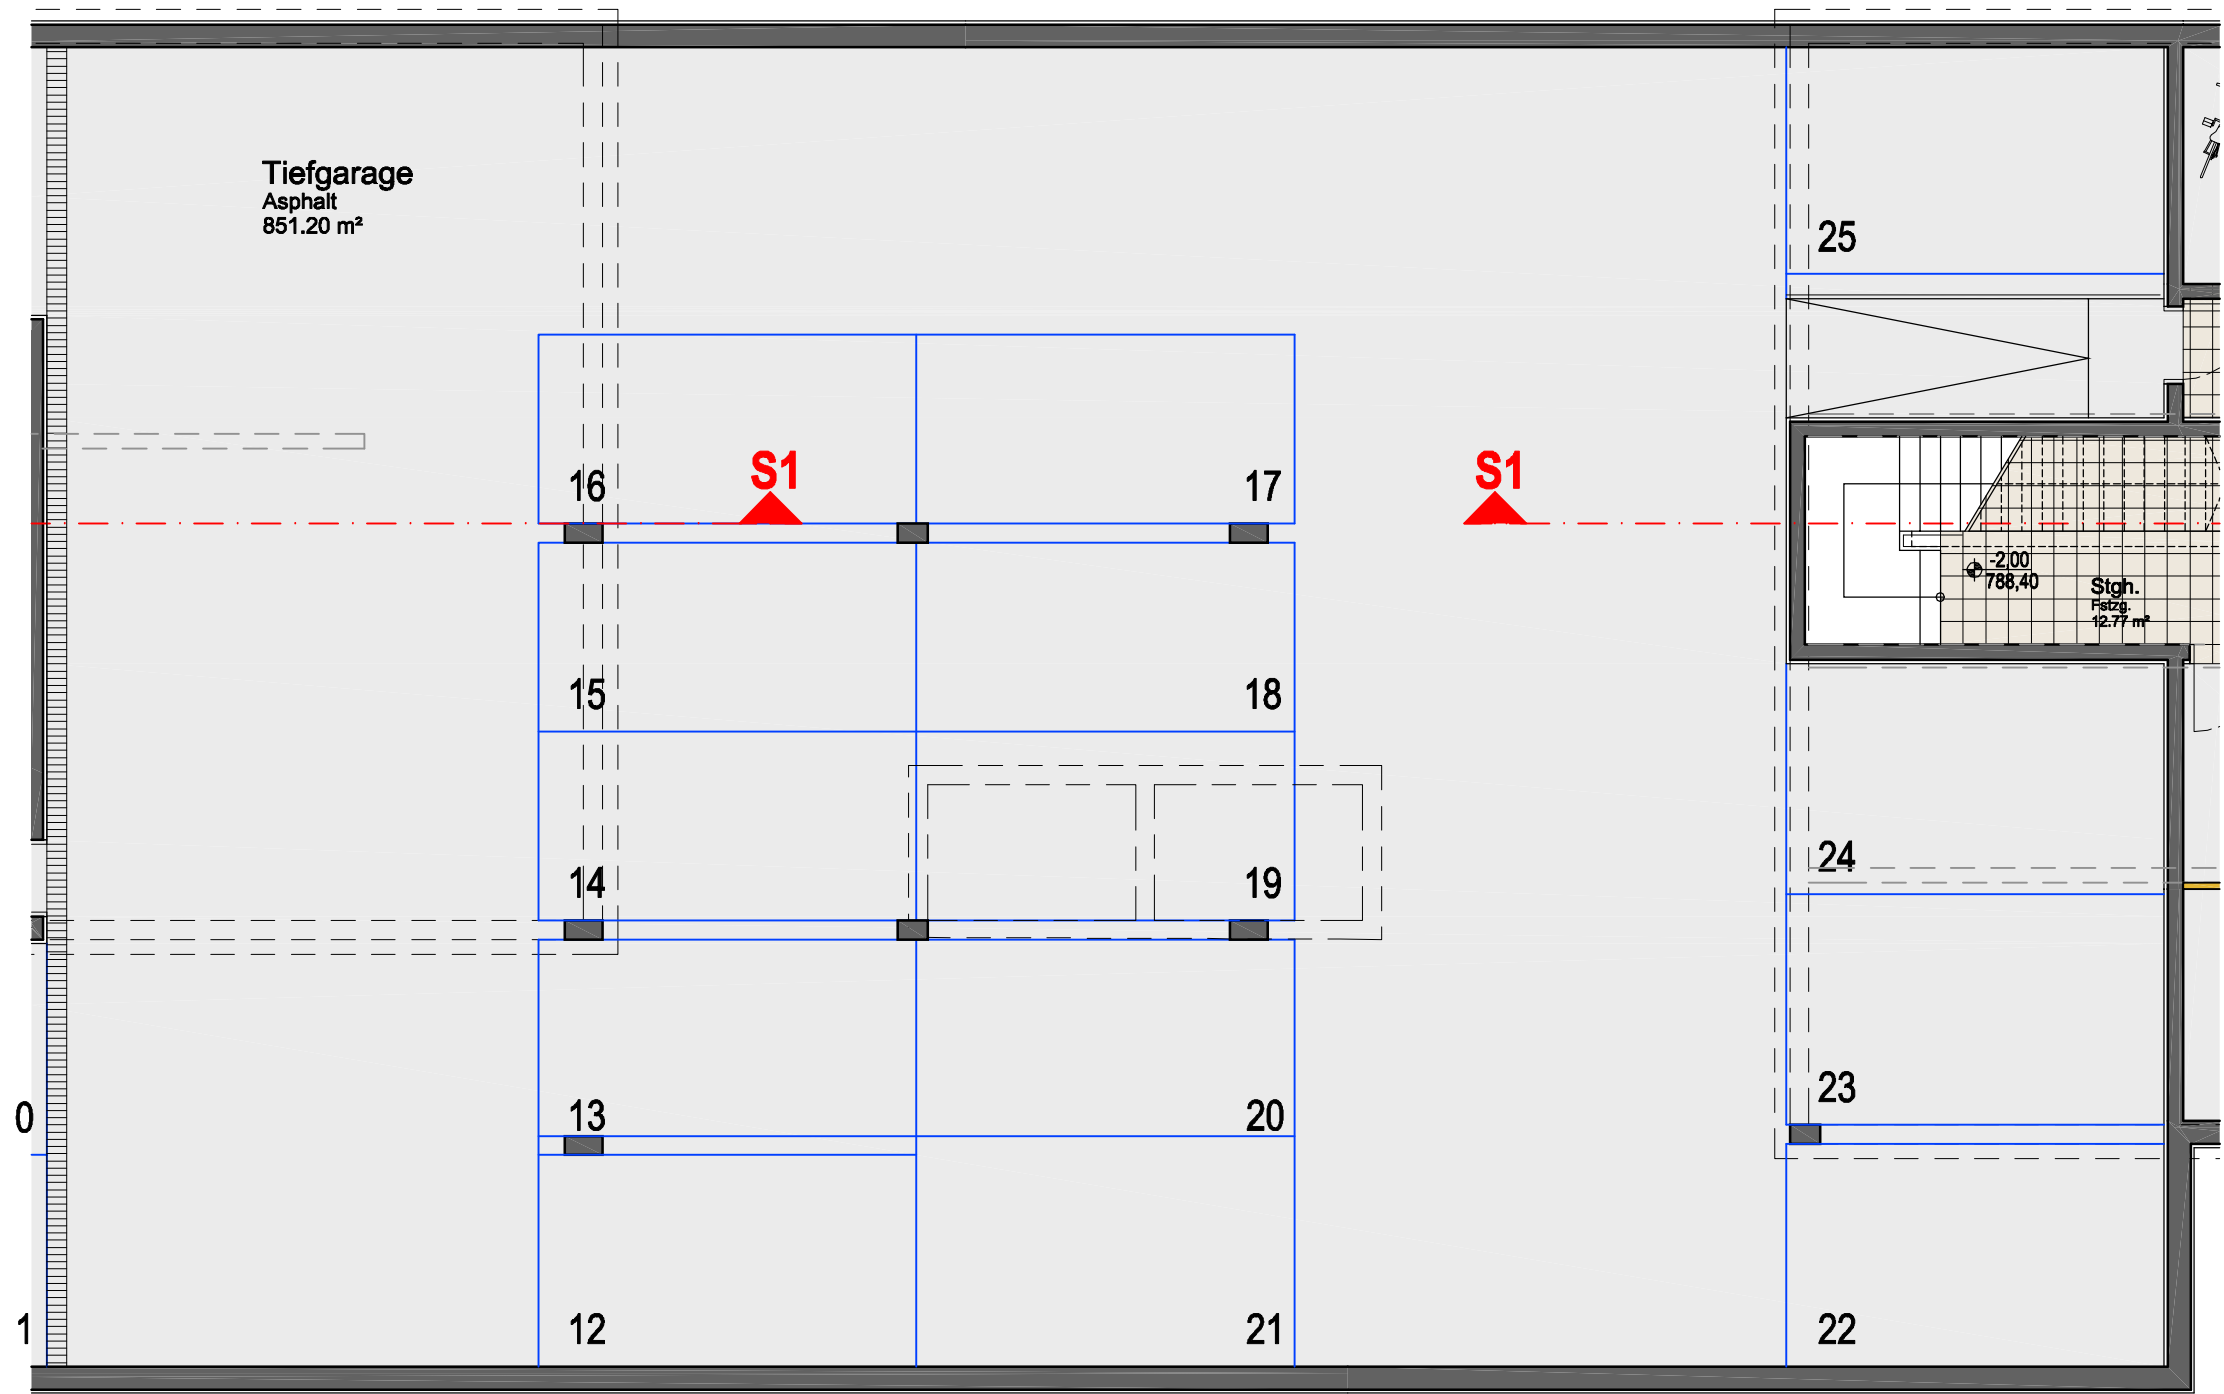 Tiefgarage
Asphalt
851.20 m²
25
16
S1
17
S1
-2,00
788,40
Stgh.
Fstzg.
12.77 m²
15
18
24
14
19
23
0
13
20
1
12
21
22